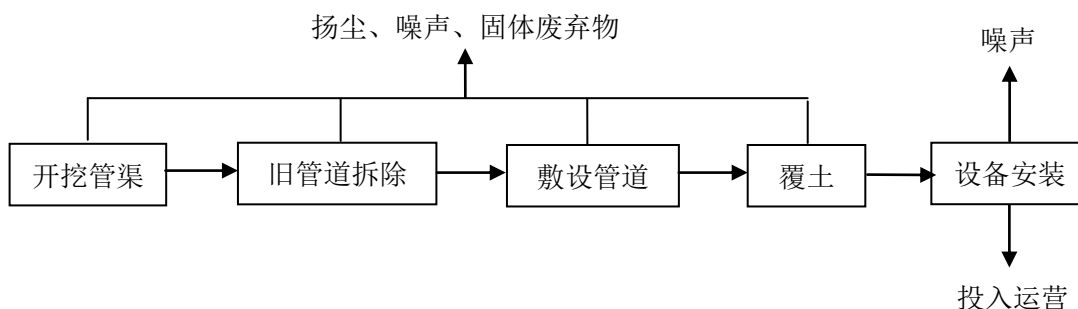 扬尘、噪声、固体废弃物
噪声
开挖管渠
旧管道拆除
敷设管道
覆土
设备安装
投入运营